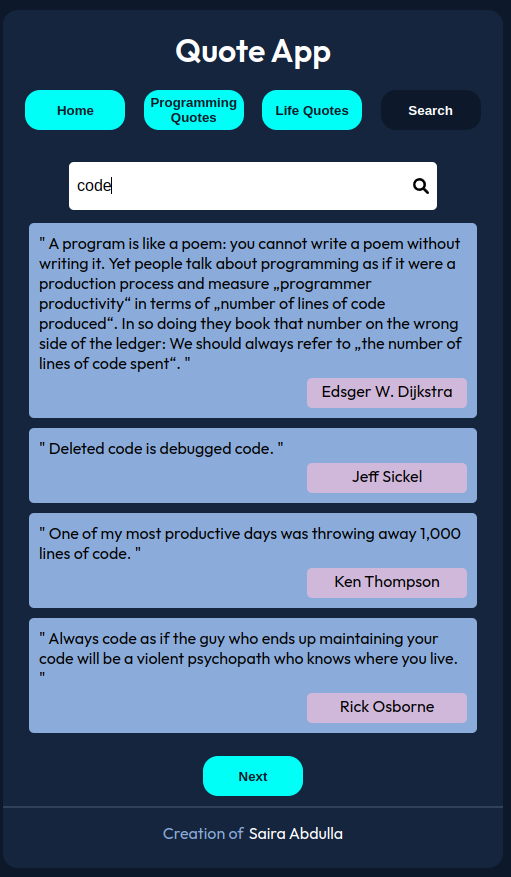 Quote App
Home
Programming
Quotes
Life Quotes
Search
code
" A program is like a poem: you cannot write a poem without
writing it. Yet people talk about programming as if it were a
production process and measure „programmer
productivity“ in terms of „number of lines of code
produced“. In so doing they book that number on the wrong
side of the ledger: We should always refer to „the number of
lines of code spent“. "
Edsger W. Dijkstra
" Deleted code is debugged code. "
Jeff Sickel
" One of my most productive days was throwing away 1,000
lines of code. "
Ken Thompson
" Always code as if the guy who ends up maintaining your
code will be a violent psychopath who knows where you live.
"
Rick Osborne
Next
Creation of Saira Abdulla